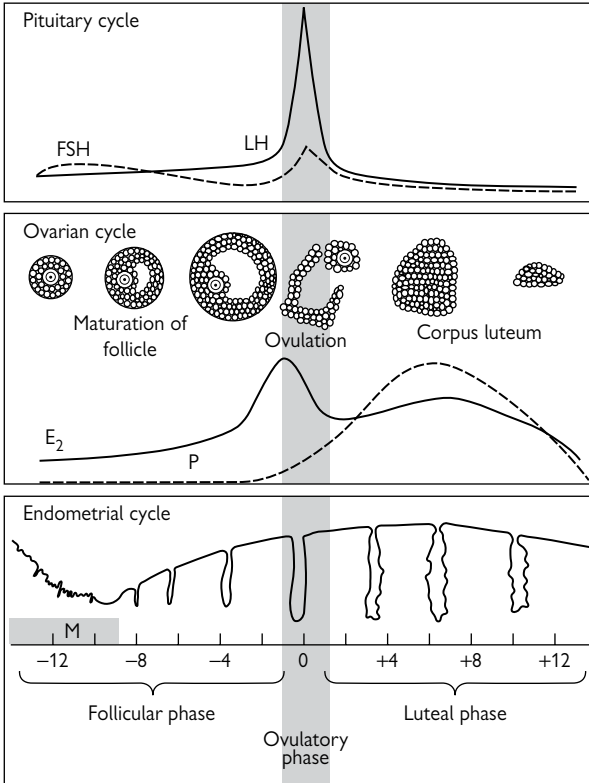 Pituitary cycle
LH
FSH
Ovarian cycle
Maturation of
follicle
Ovulation
Corpus luteum
E₂
P
Endometrial cycle
M
–12 –8 –4 0 +4 +8 +12
Follicular phase
Luteal phase
Ovulatory
phase